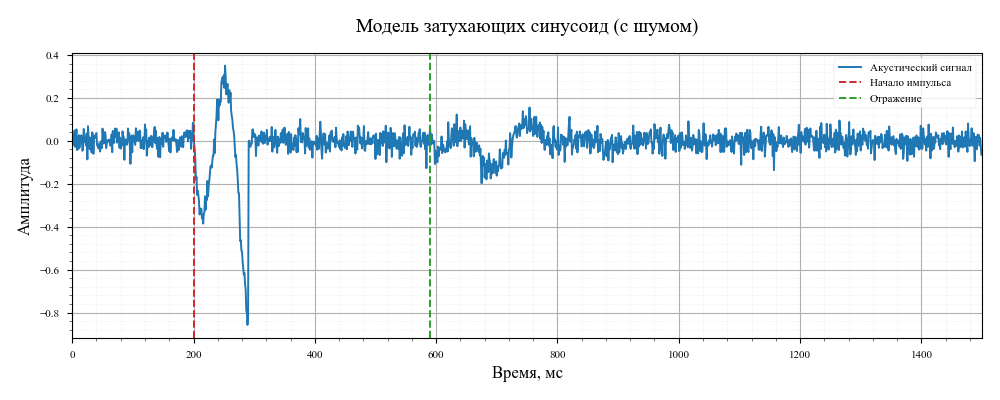 Модель затухающих синусоид (с шумом)
Акустический сигнал
Начало импульса
Отражение
Амплитуда
0.4
0.2
0.0
−0.2
−0.4
−0.6
−0.8
0 200 400 600 800 1000 1200 1400
Время, мс